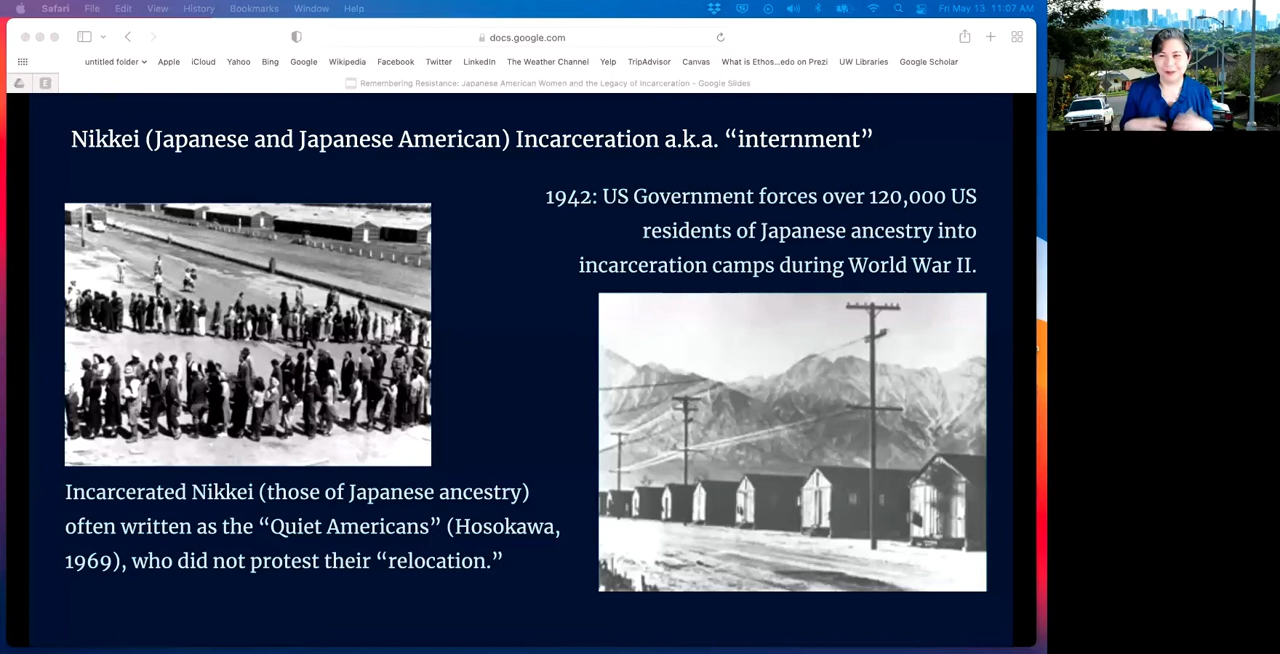 Safari File Edit View History Bookmarks Window Help
Fri May 13 11:07 AM
docs.google.com
untitled folder Apple iCloud Yahoo Bing Google Wikipedia Facebook Twitter LinkedIn The Weather Channel Yelp TripAdvisor Canvas What is Ethos...edo on Prezi UW Libraries Google Scholar
E
Remembering Resistance: Japanese American Women and the Legacy of Incarceration - Google Slides
Nikkei (Japanese and Japanese American) Incarceration a.k.a. “internment”
1942: US Government forces over 120,000 US
residents of Japanese ancestry into
incarceration camps during World War II.
Incarcerated Nikkei (those of Japanese ancestry)
often written as the “Quiet Americans” (Hosokawa,
1969), who did not protest their “relocation.”